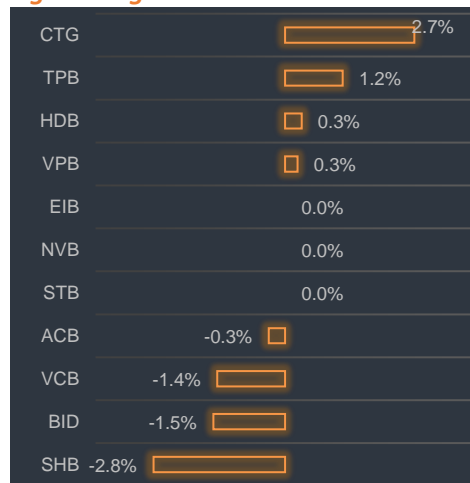 CTG 2.7%
TPB 1.2%
HDB 0.3%
VPB 0.3%
EIB 0.0%
NVB 0.0%
STB 0.0%
ACB -0.3%
VCB -1.4%
BID -1.5%
SHB -2.8%